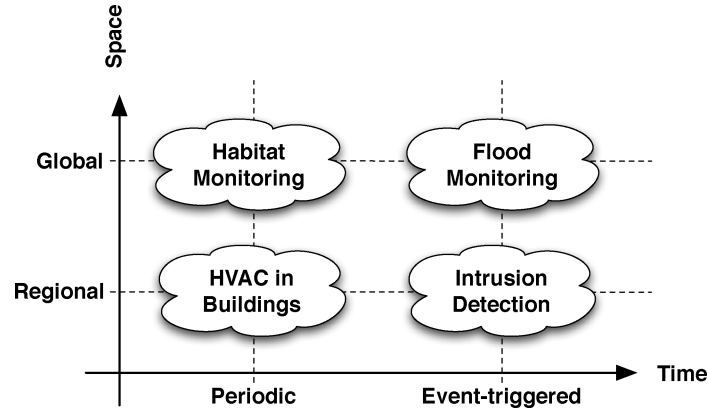 Space
Global
Habitat
Monitoring
Flood
Monitoring
Regional
HVAC in
Buildings
Intrusion
Detection
Time
Periodic
Event-triggered